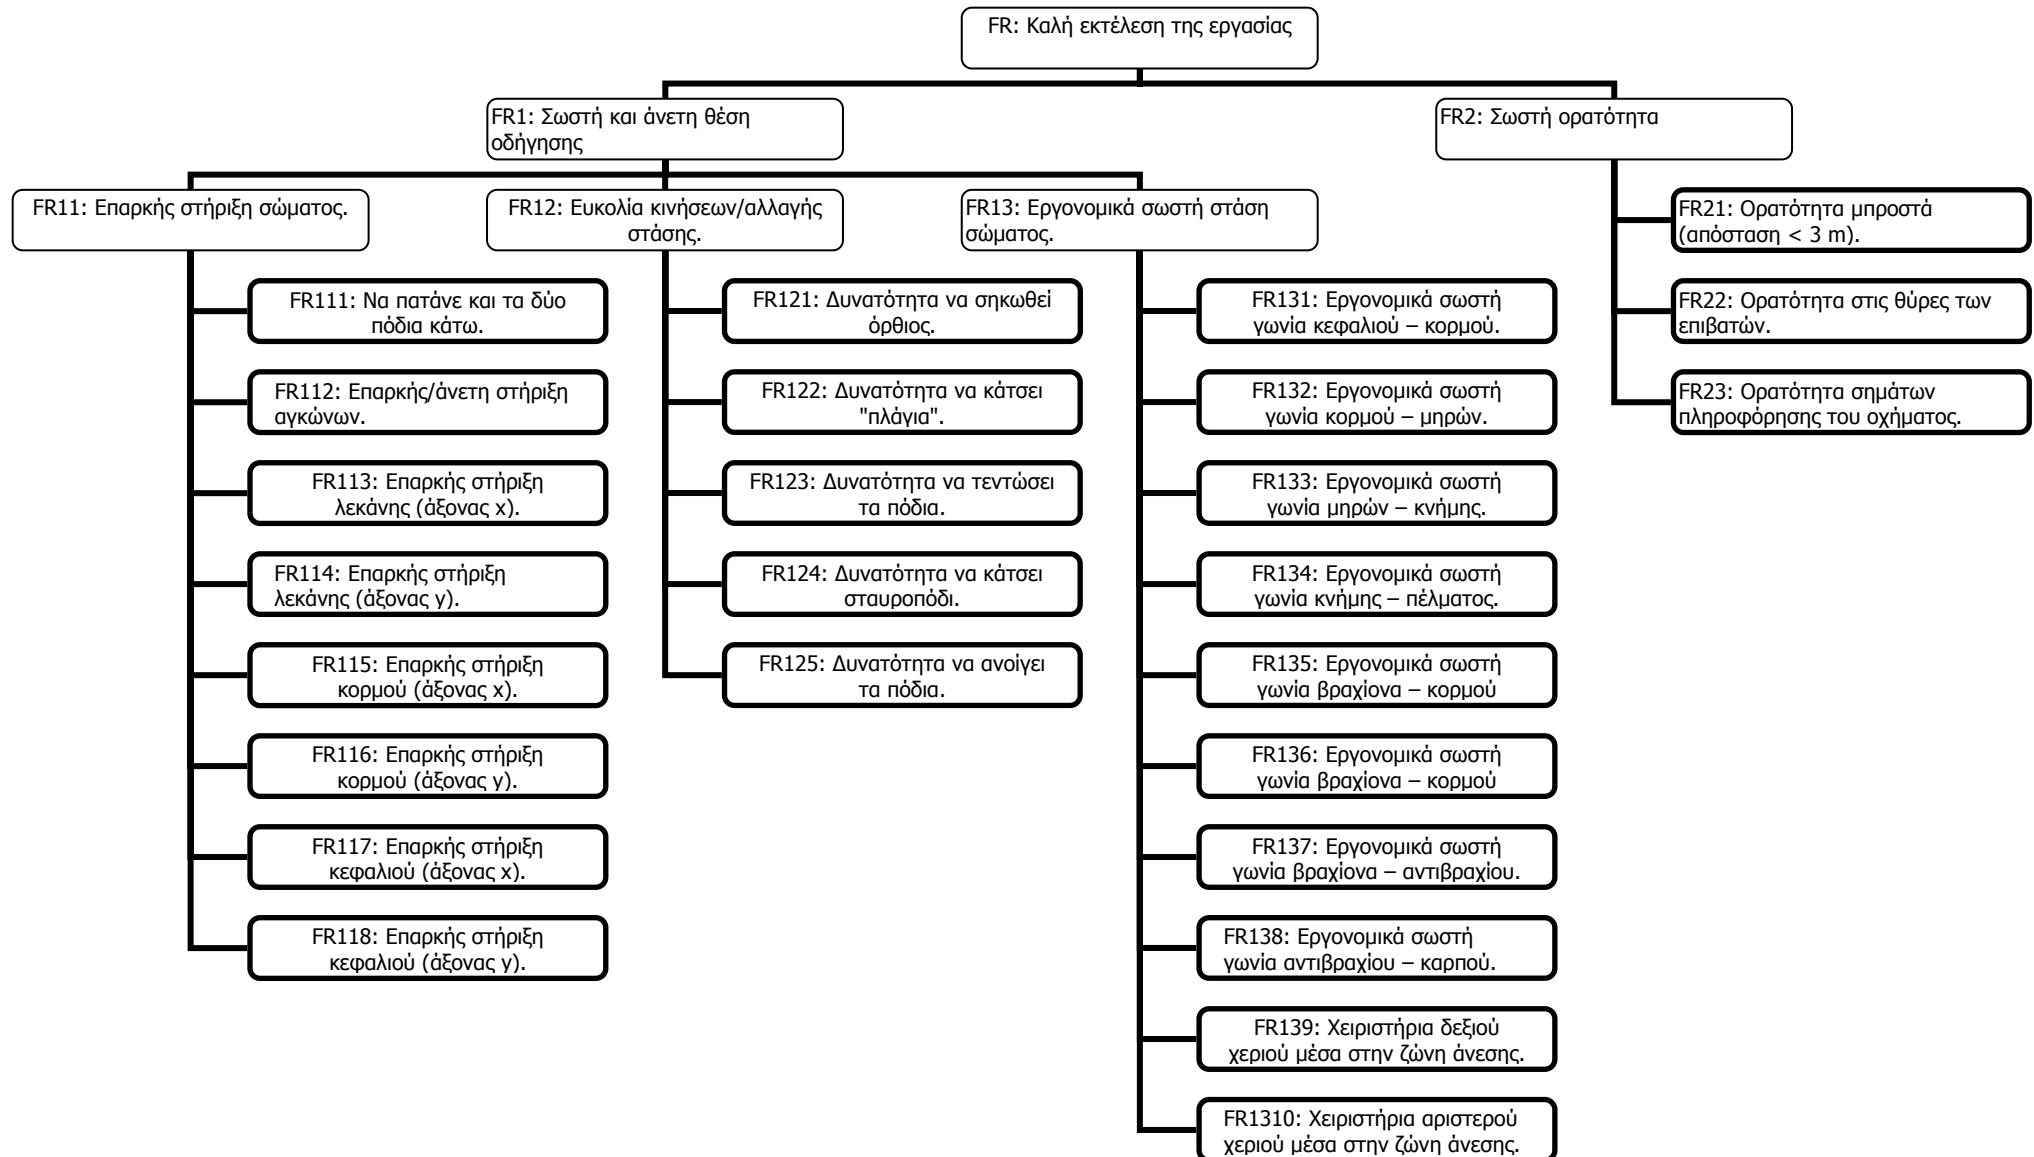 FR: Καλή εκτέλεση της εργασίας
FR1: Σωστή και άνετη θέση
οδήγησης
FR2: Σωστή ορατότητα
FR11: Επαρκής στήριξη σώματος.
FR12: Ευκολία κινήσεων/αλλαγής
στάσης.
FR13: Εργονομικά σωστή στάση
σώματος.
FR111: Να πατάνε και τα δύο
πόδια κάτω.
FR112: Επαρκής/άνετη στήριξη
αγκώνων.
FR113: Επαρκής στήριξη
λεκάνης (άξονας x).
FR114: Επαρκής στήριξη
λεκάνης (άξονας y).
FR115: Επαρκής στήριξη
κορμού (άξονας x).
FR116: Επαρκής στήριξη
κορμού (άξονας y).
FR117: Επαρκής στήριξη
κεφαλιού (άξονας x).
FR118: Επαρκής στήριξη
κεφαλιού (άξονας y).
FR121: Δυνατότητα να σηκωθεί
όρθιος.
FR122: Δυνατότητα να κάτσει
"πλάγια".
FR123: Δυνατότητα να τεντώσει
τα πόδια.
FR124: Δυνατότητα να κάτσει
σταυροπόδι.
FR125: Δυνατότητα να ανοίγει
τα πόδια.
FR131: Εργονομικά σωστή
γωνία κεφαλιού – κορμού.
FR132: Εργονομικά σωστή
γωνία κορμού – μηρών.
FR133: Εργονομικά σωστή
γωνία μηρών – κνήμης.
FR134: Εργονομικά σωστή
γωνία κνήμης – πέλματος.
FR135: Εργονομικά σωστή
γωνία βραχίονα – κορμού
FR136: Εργονομικά σωστή
γωνία βραχίονα – κορμού
FR137: Εργονομικά σωστή
γωνία βραχίονα – αντιβραχίου.
FR138: Εργονομικά σωστή
γωνία αντιβραχίου – καρπού.
FR139: Χειριστήρια δεξιού
χεριού μέσα στην ζώνη άνεσης.
FR1310: Χειριστήρια αριστερού
χεριού μέσα στην ζώνη άνεσης.
FR21: Ορατότητα μπροστά
(απόσταση < 3 m).
FR22: Ορατότητα στις θύρες των
επιβατών.
FR23: Ορατότητα σημάτων
πληροφόρησης του οχήματος.